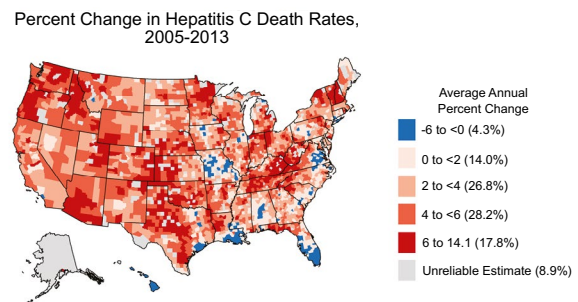 Percent Change in Hepatitis C Death Rates,
2005-2013
Average Annual
Percent Change
-6 to <0 (4.3%)
0 to <2 (14.0%)
2 to <4 (26.8%)
4 to <6 (28.2%)
6 to 14.1 (17.8%)
Unreliable Estimate (8.9%)